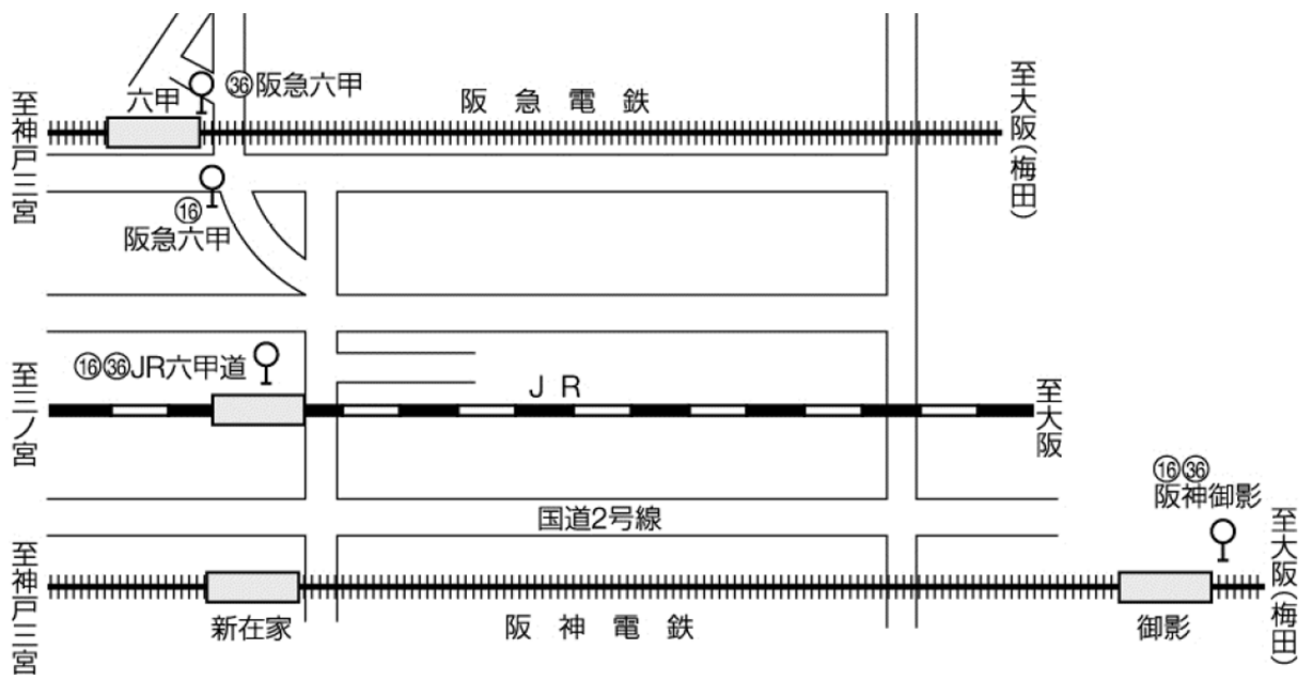 ㊱阪急六甲
六甲
阪急電鉄
至神戸三宮
至大阪(梅田)
⑯
阪急六甲
⑯㊱JR六甲道
JR
至三ノ宮
至大阪
⑯㊱
阪神御影
国道2号線
至神戸三宮
至大阪(梅田)
新在家
阪神電鉄
御影